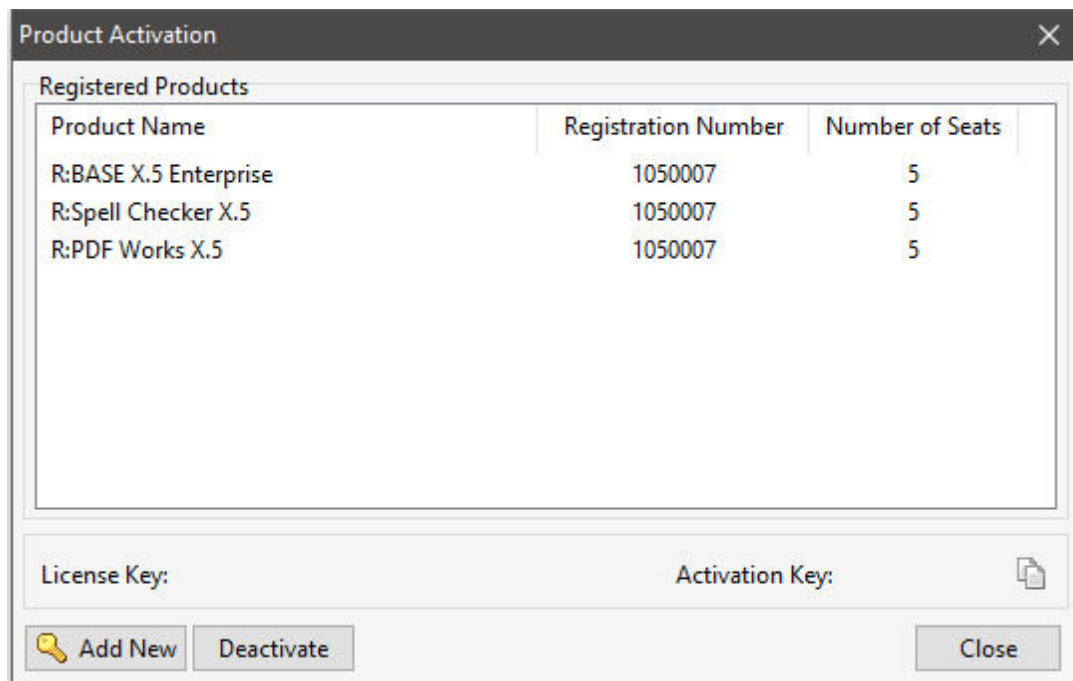 Product Activation
Registered Products
Product Name Registration Number Number of Seats
R:BASE X.5 Enterprise 1050007 5
R:Spell Checker X.5 1050007 5
R:PDF Works X.5 1050007 5
License Key: Activation Key:
Add New Deactivate Close